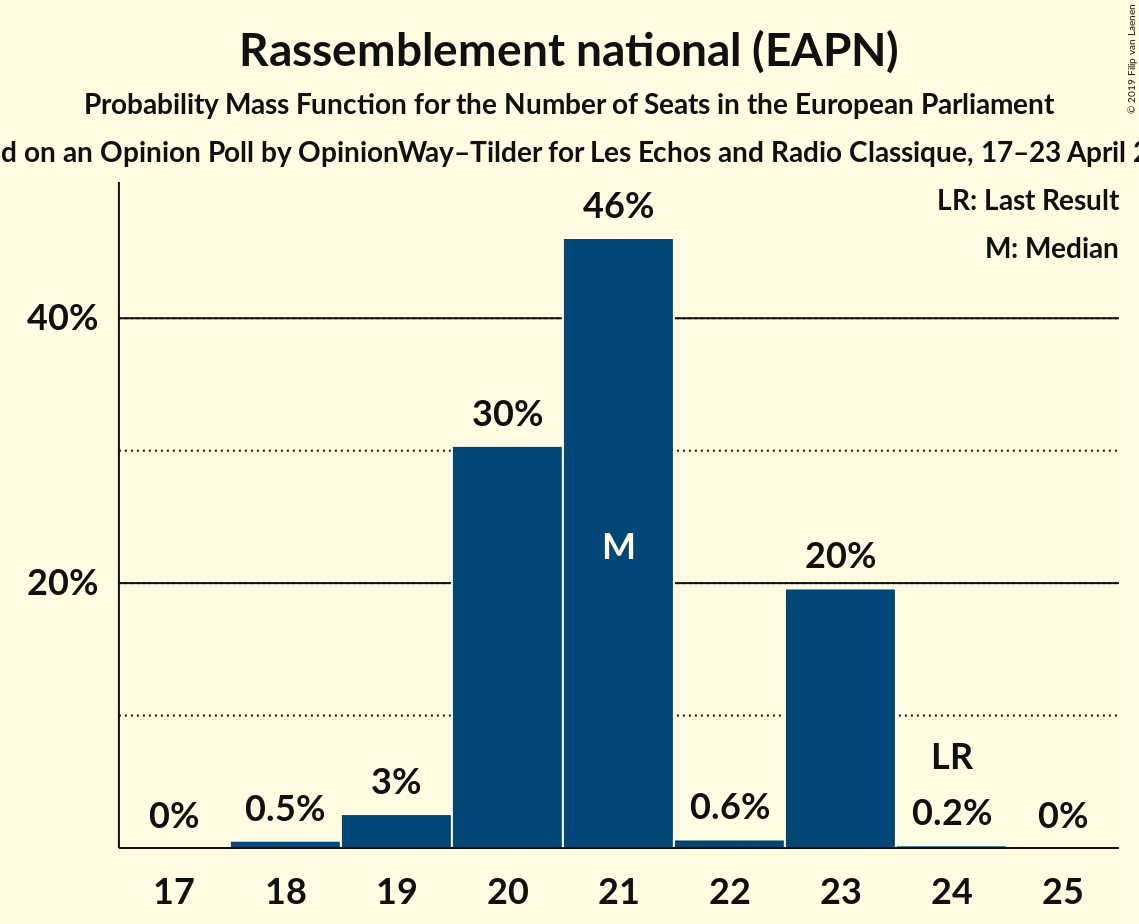 Rassemblement national (EAPN)
Probability Mass Function for the Number of Seats in the European Parliament
d on an Opinion Poll by OpinionWay–Tilder for Les Echos and Radio Classique, 17–23 April 2
© 2019 Filip van Laenen
LR: Last Result
M: Median
46%
40%
30%
M
20%
20%
LR
3%
0%
0.5%
0.6%
0.2%
0%
17 18 19 20 21 22 23 24 25